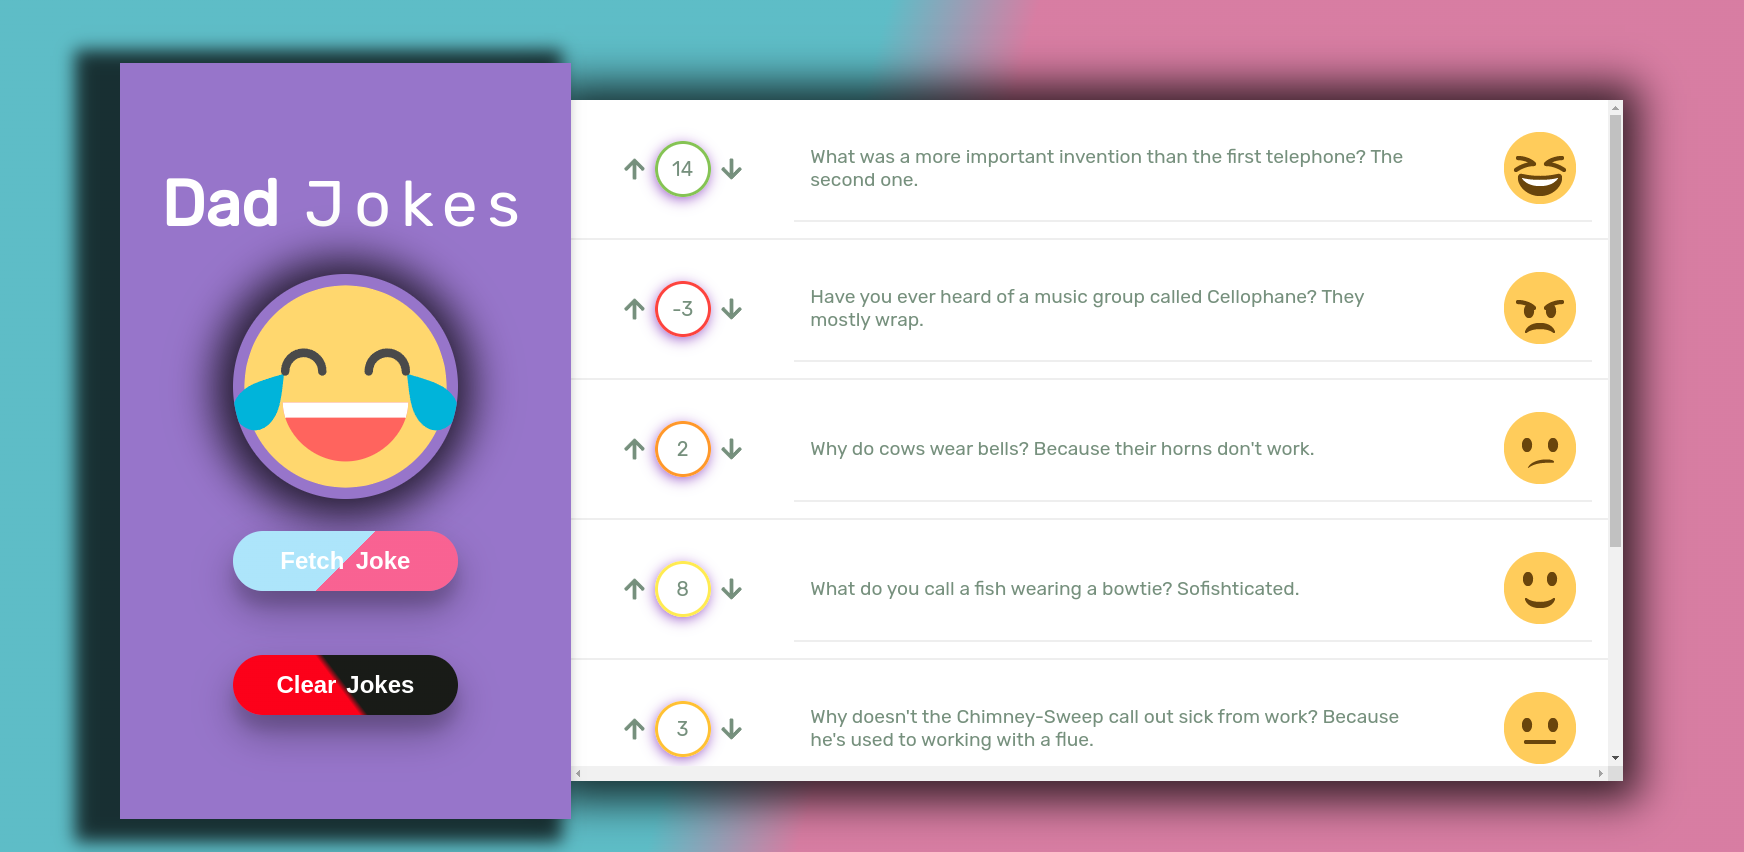 Dad Jokes
Fetch Joke
Clear Jokes
14
What was a more important invention than the first telephone? The
second one.
-3
Have you ever heard of a music group called Cellophane? They
mostly wrap.
2
Why do cows wear bells? Because their horns don't work.
8
What do you call a fish wearing a bowtie? Sofishticated.
3
Why doesn't the Chimney-Sweep call out sick from work? Because
he's used to working with a flue.